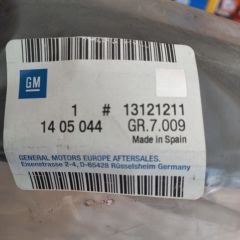 GM
1 # 13121211
14 05 044 GR.7.009
Made in Spain
GENERAL MOTORS EUROPE AFTERSALES.
Eisenstrasse 2-4, D-65428 Rüsselsheim Germany